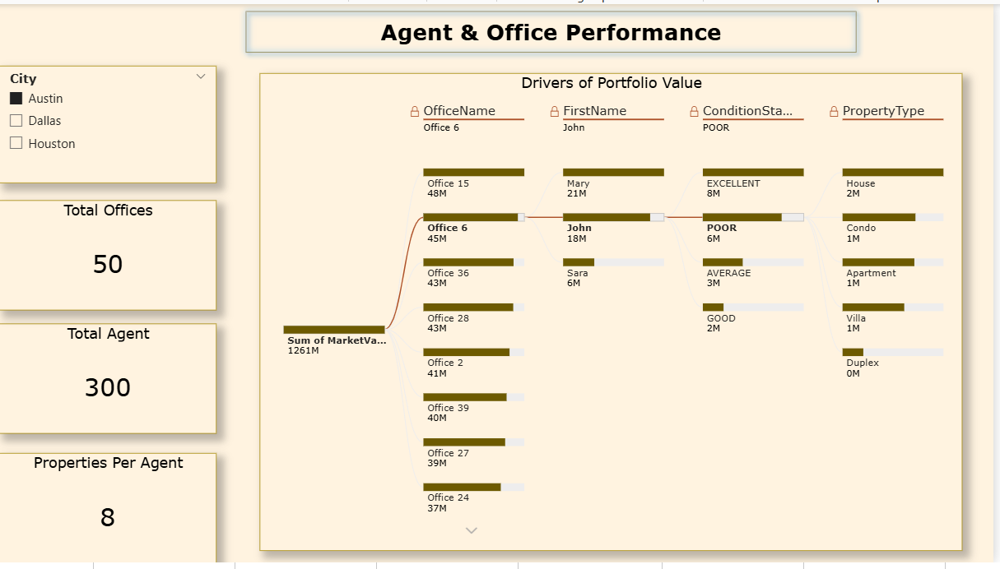 Agent & Office Performance
City
Austin
Dallas
Houston
Total Offices
50
Total Agent
300
Properties Per Agent
8
Drivers of Portfolio Value
OfficeName
Office 6
FirstName
John
ConditionSta...
POOR
PropertyType
Sum of MarketVa...
1261M
Office 15
48M
Office 6
45M
Office 36
43M
Office 28
43M
Office 2
41M
Office 39
40M
Office 27
39M
Office 24
37M
Mary
21M
John
18M
Sara
6M
EXCELLENT
8M
POOR
6M
AVERAGE
3M
GOOD
2M
House
2M
Condo
1M
Apartment
1M
Villa
1M
Duplex
0M